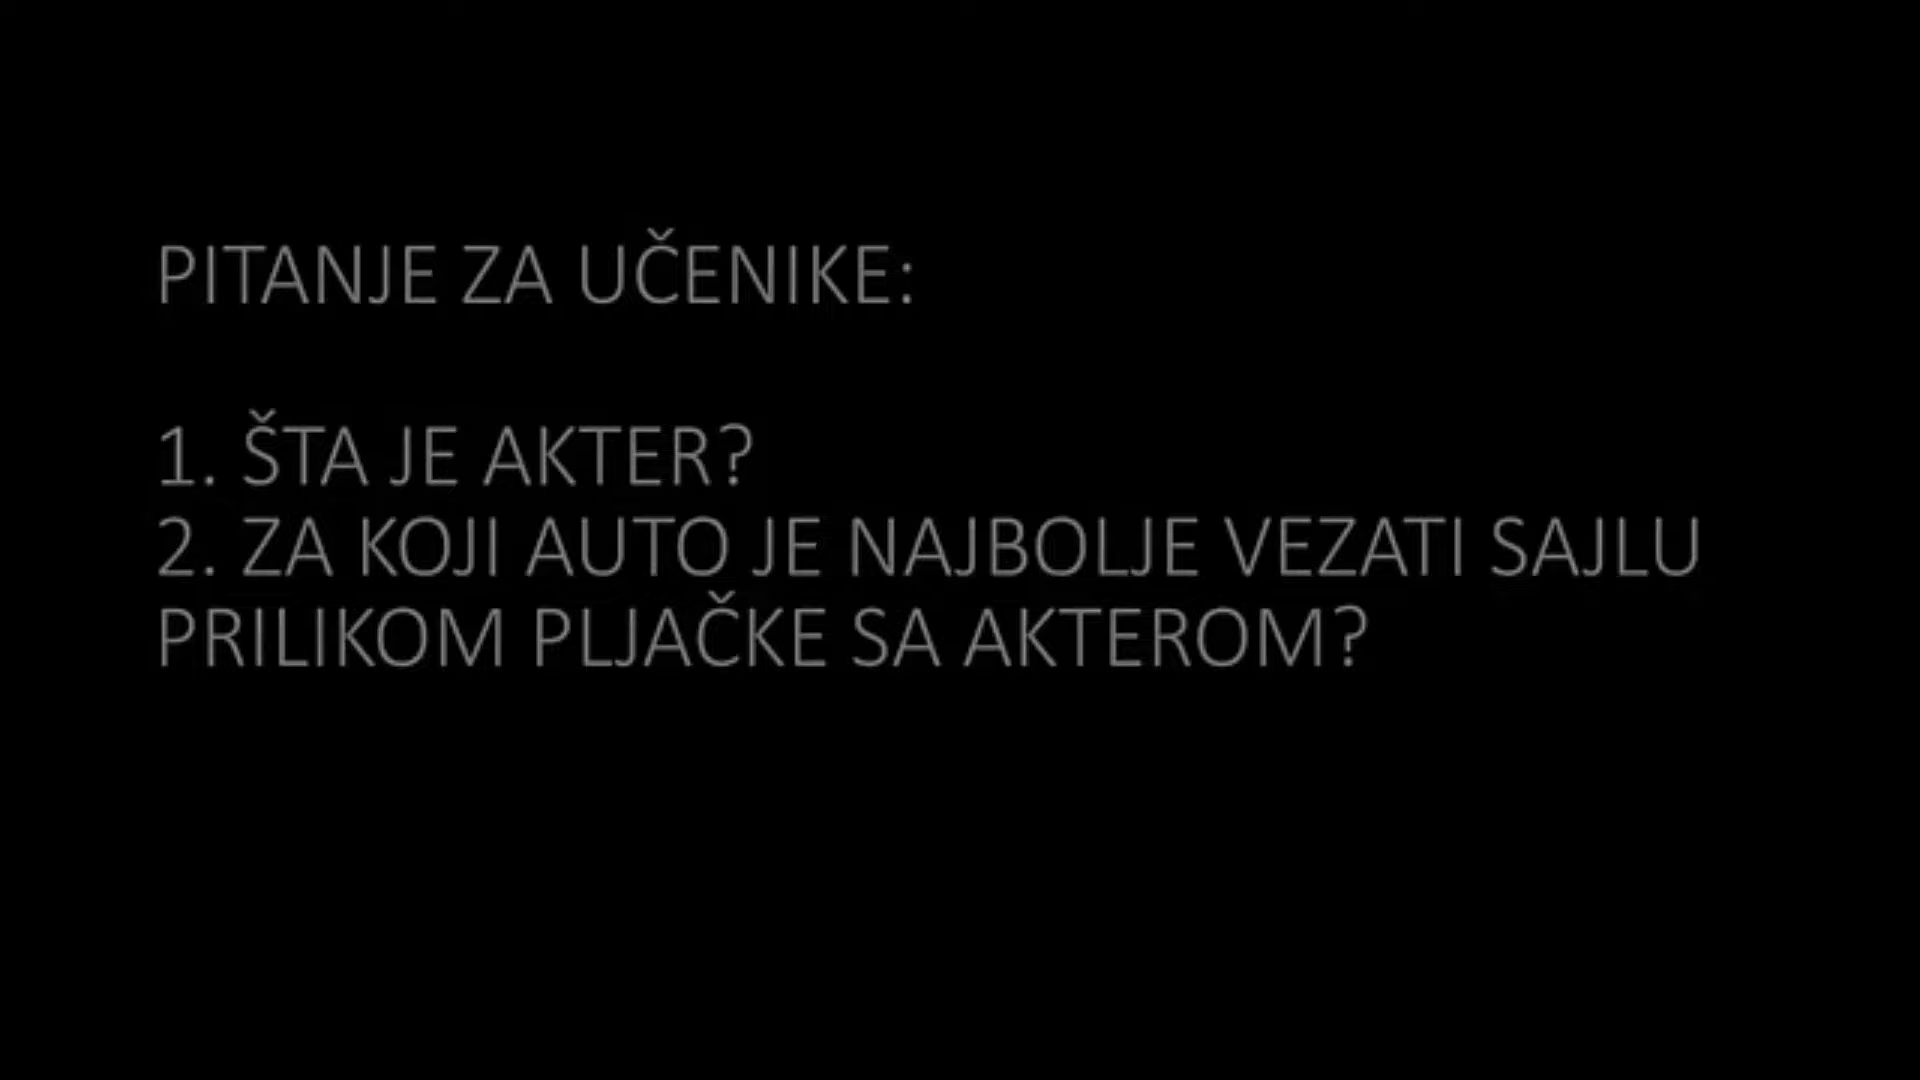 PITANJE ZA UČENIKE:
1. ŠTA JE AKTER?
2. ZA KOJI AUTO JE NAJBOLJE VEZATI SAJLU
PRILIKOM PLJAČKE SA AKTEROM?